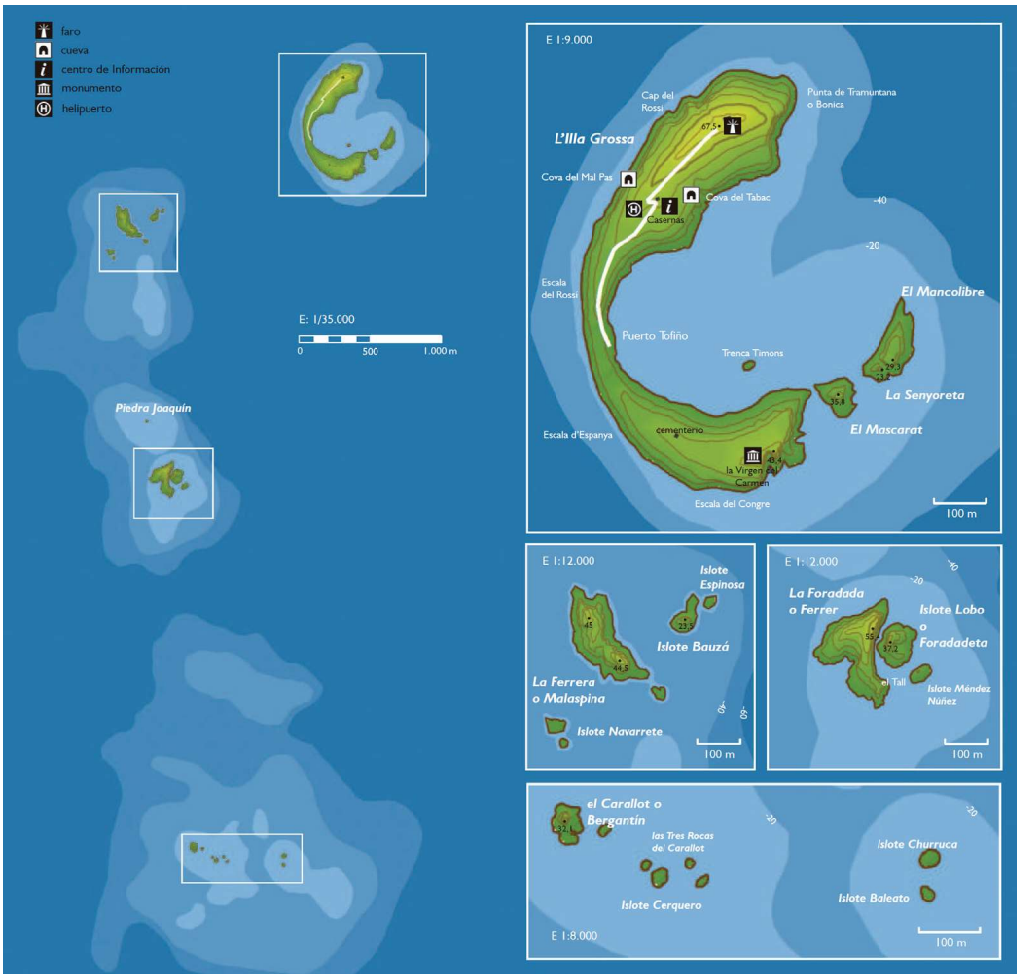 faro
cueva
i centro de Información
monumento
H helipuerto
E: 1/35.000
0 500 1.000 m
Piedra Joaquín
E 1:9.000
Cap del
Rossi
Punta de Tramuntana
o Bonica
67,5
L'Illa Grossa
Cova del Mal Pas
H
i
Cova del Tabac
Casernas
-40
-20
Escala
del Rossi
El Mancolibre
Puerto Tofiño
Trenca Timons
29,3
La Senyoreta
35,1
El Mascarat
cementerio
Escala d'Espanya
la Virgen del
Carmen
Escala del Congre
100 m
E 1:12.000
Islote
Espinosa
45
23,5
Islote Bauzá
44,5
La Ferrera
o Malaspina
Islote Navarrete
-40
-60
100 m
-40
-20
La Foradada
o Ferrer
Islote Lobo
o
Foradadeta
37,2
el Tall
Islote Méndez
Núñez
100 m
el Carallot o
Bergantín
32,1
las Tres Rocas
del Carallot
Islote Cerquero
-20
-20
Islote Churruca
Islote Baleato
E 1:8.000
100 m